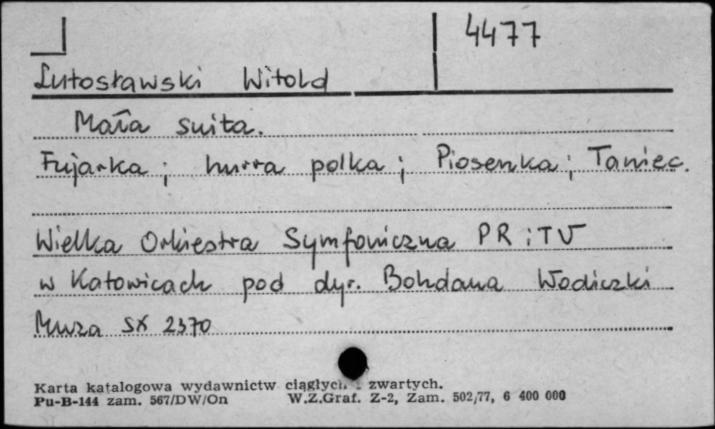 4477
Lutosławski Witold
Mała suita.
Fujarka; hurra polka; Piosenka; Taniec.
Wielka Orkiestra Symfoniczna PR i TV
w Katowicach pod dyr. Bohdana Wodiczki
Muza SX 2370
Karta katalogowa wydawnictw ciągłych i zwartych.
Pu-B-144 zam. 567/DW/On W.Z.Graf. Z-2, Zam. 502/77, 6 400 000